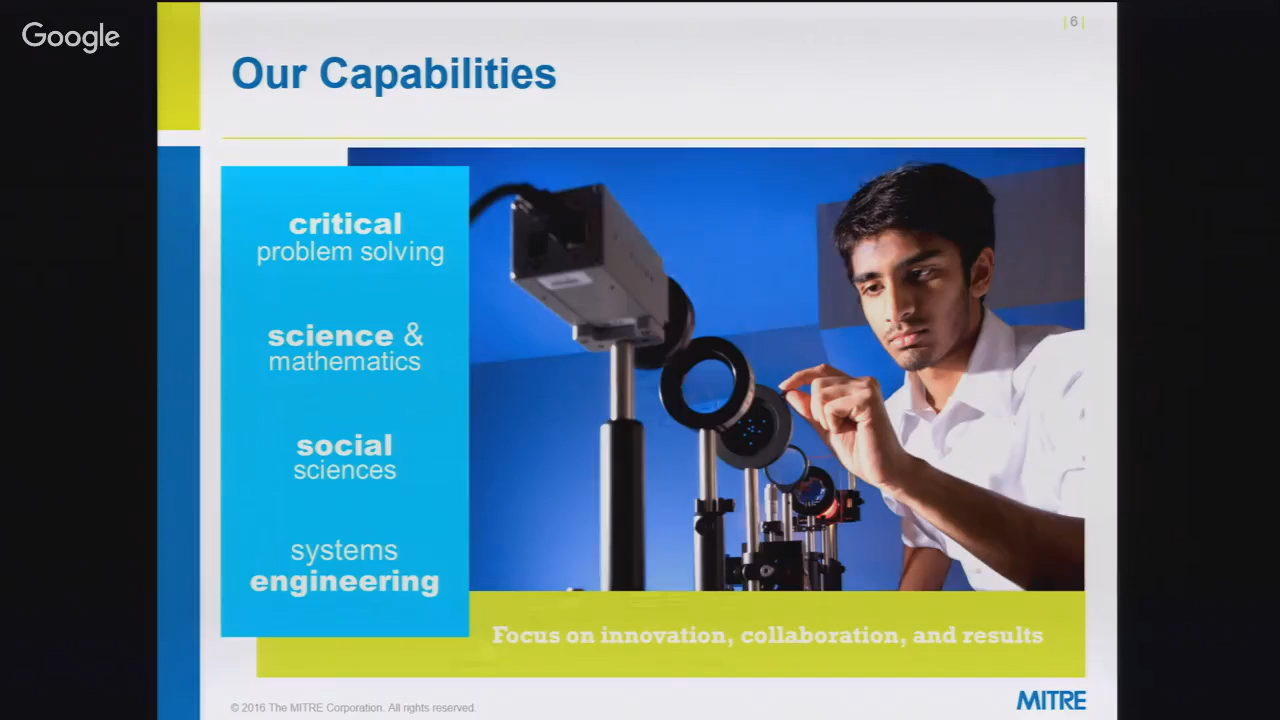 Google
| 6 |
Our Capabilities
critical
problem solving
science &
mathematics
social
sciences
systems
engineering
Focus on innovation, collaboration, and results
© 2016 The MITRE Corporation. All rights reserved.
MITRE